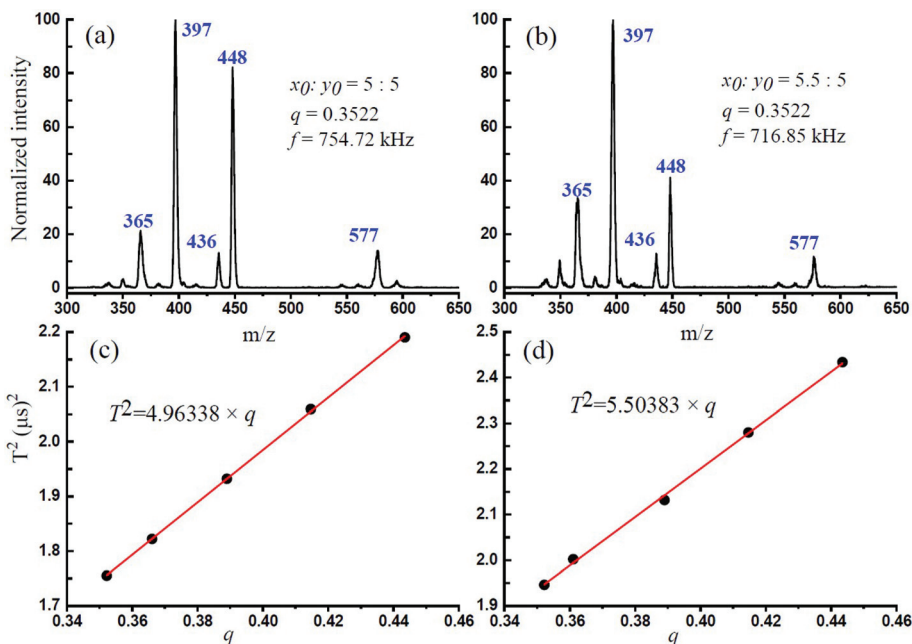 (a)
397
448
365
436
577
x0: y0 = 5 : 5
q = 0.3522
f = 754.72 kHz
Normalized intensity
100
80
60
40
20
0
300 350 400 450 500 550 600 650
(b)
397
448
365
436
577
x0: y0 = 5.5 : 5
q = 0.3522
f = 716.85 kHz
100
80
60
40
20
0
300 350 400 450 500 550 600 650
m/z
(c)
T²=4.96338 × q
T² (μs)²
2.2
2.1
2.0
1.9
1.8
1.7
0.34 0.36 0.38 0.40 0.42 0.44 0.46
q
(d)
T²=5.50383 × q
2.5
2.4
2.3
2.2
2.1
2.0
1.9
0.34 0.36 0.38 0.40 0.42 0.44 0.46
q